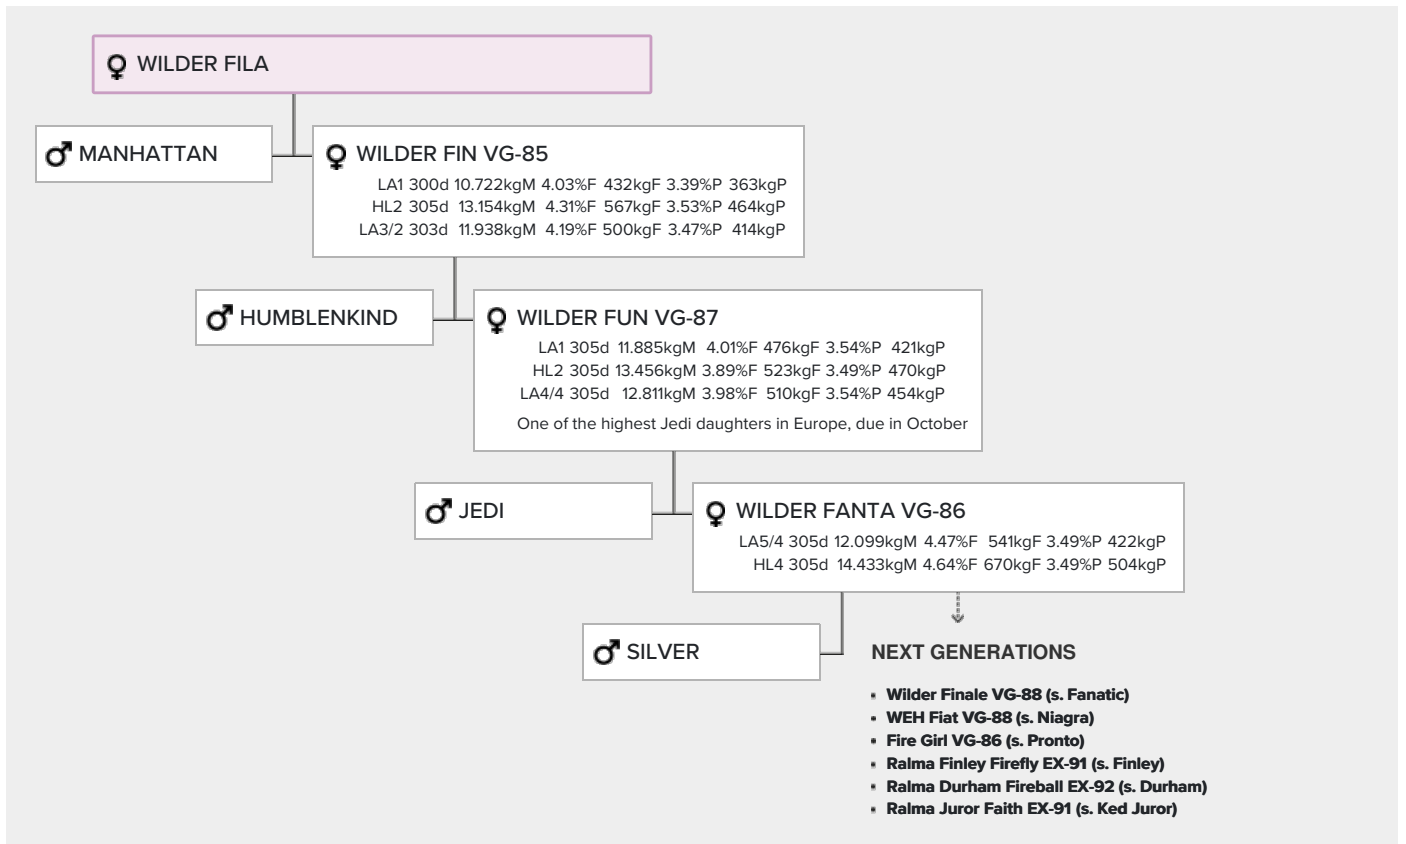 ♀ WILDER FILA
♂ MANHATTAN
♀ WILDER FIN VG-85
LA1 300d 10.722kgM 4.03%F 432kgF 3.39%P 363kgP
HL2 305d 13.154kgM 4.31%F 567kgF 3.53%P 464kgP
LA3/2 303d 11.938kgM 4.19%F 500kgF 3.47%P 414kgP
♂ HUMBLENKIND
♀ WILDER FUN VG-87
LA1 305d 11.885kgM 4.01%F 476kgF 3.54%P 421kgP
HL2 305d 13.456kgM 3.89%F 523kgF 3.49%P 470kgP
LA4/4 305d 12.811kgM 3.98%F 510kgF 3.54%P 454kgP
One of the highest Jedi daughters in Europe, due in October
♂ JEDI
♀ WILDER FANTA VG-86
LA5/4 305d 12.099kgM 4.47%F 541kgF 3.49%P 422kgP
HL4 305d 14.433kgM 4.64%F 670kgF 3.49%P 504kgP
♂ SILVER
NEXT GENERATIONS
• Wilder Finale VG-88 (s. Fanatic)
• WEH Fiat VG-88 (s. Niagra)
• Fire Girl VG-86 (s. Pronto)
• Ralma Finley Firefly EX-91 (s. Finley)
• Ralma Durham Fireball EX-92 (s. Durham)
• Ralma Juror Faith EX-91 (s. Ked Juror)